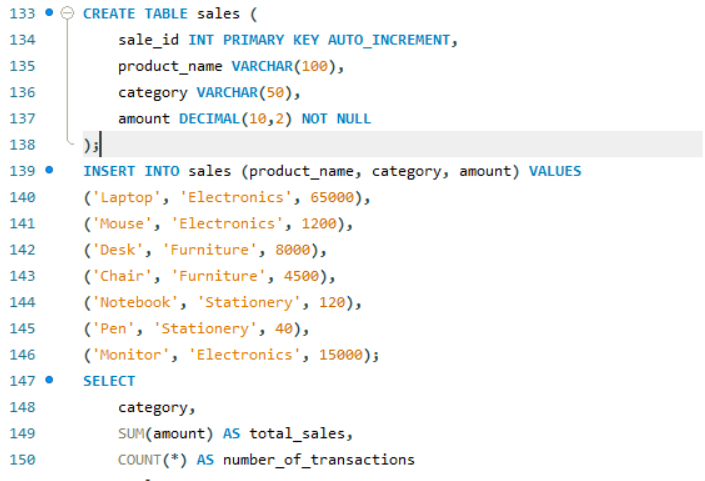 133 CREATE TABLE sales (
134 sale_id INT PRIMARY KEY AUTO_INCREMENT,
135 product_name VARCHAR(100),
136 category VARCHAR(50),
137 amount DECIMAL(10,2) NOT NULL
138 );
139 INSERT INTO sales (product_name, category, amount) VALUES
140 ('Laptop', 'Electronics', 65000),
141 ('Mouse', 'Electronics', 1200),
142 ('Desk', 'Furniture', 8000),
143 ('Chair', 'Furniture', 4500),
144 ('Notebook', 'Stationery', 120),
145 ('Pen', 'Stationery', 40),
146 ('Monitor', 'Electronics', 15000);
147 SELECT
148 category,
149 SUM(amount) AS total_sales,
150 COUNT(*) AS number_of_transactions